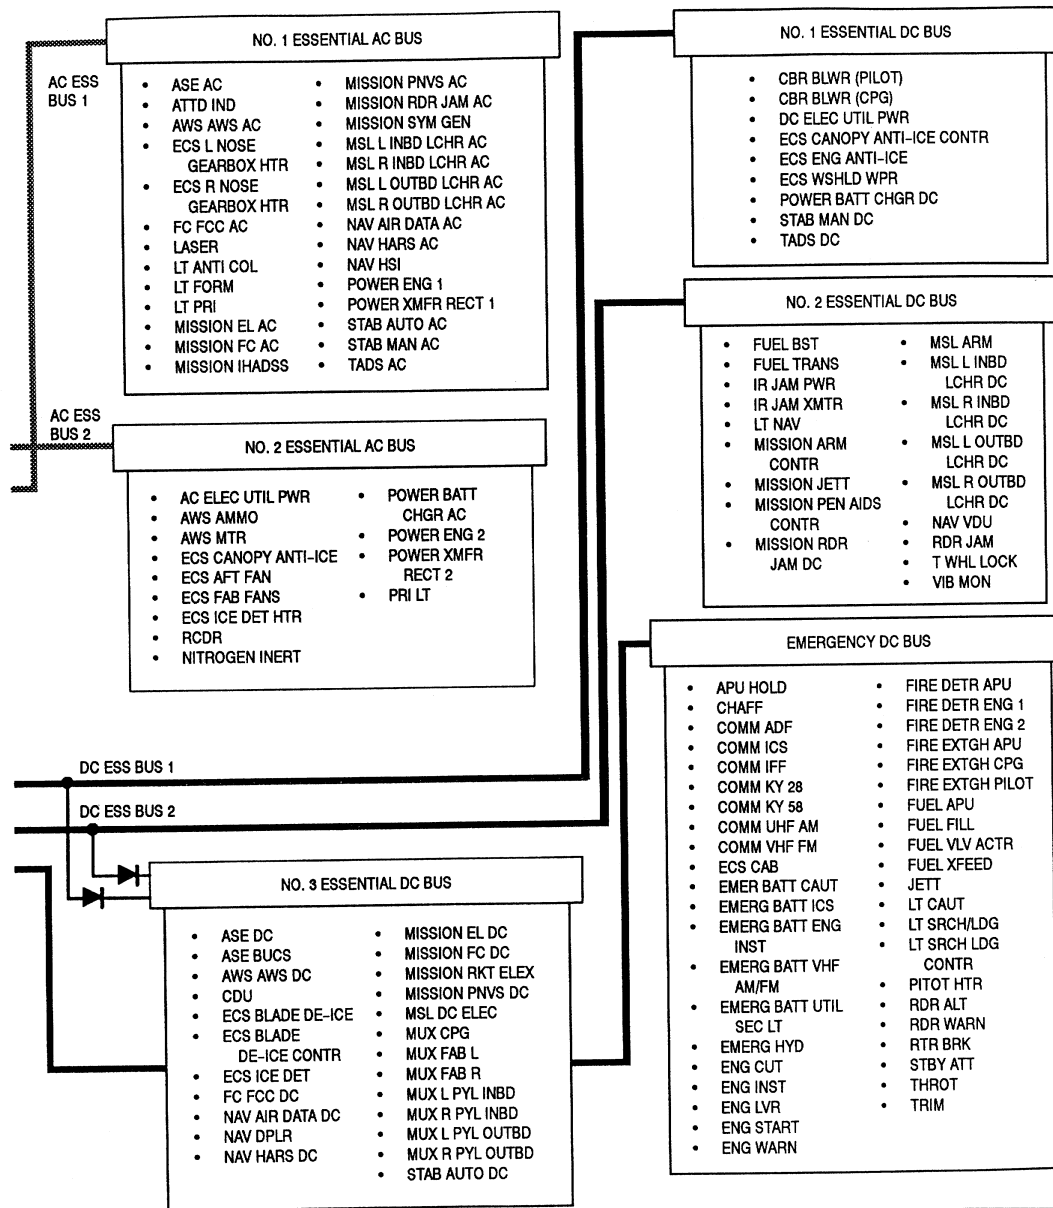 NO. 1 ESSENTIAL AC BUS
AC ESS
BUS 1
• ASE AC
• ATTD IND
• AWS AWS AC
• ECS L NOSE
GEARBOX HTR
• ECS R NOSE
GEARBOX HTR
• FC FCC AC
• LASER
• LT ANTI COL
• LT FORM
• LT PRI
• MISSION EL AC
• MISSION FC AC
• MISSION IHADSS
• MISSION PNVS AC
• MISSION RDR JAM AC
• MISSION SYM GEN
• MSL L INBD LCHR AC
• MSL R INBD LCHR AC
• MSL L OUTBD LCHR AC
• MSL R OUTBD LCHR AC
• NAV AIR DATA AC
• NAV HARS AC
• NAV HSI
• POWER ENG 1
• POWER XMFR RECT 1
• STAB AUTO AC
• STAB MAN AC
• TADS AC
AC ESS
BUS 2
NO. 2 ESSENTIAL AC BUS
• AC ELEC UTIL PWR
• AWS AMMO
• AWS MTR
• ECS CANOPY ANTI-ICE
• ECS AFT FAN
• ECS FAB FANS
• ECS ICE DET HTR
• RCDR
• NITROGEN INERT
• POWER BATT
CHGR AC
• POWER ENG 2
• POWER XMFR
RECT 2
• PRI LT
NO. 1 ESSENTIAL DC BUS
• CBR BLWR (PILOT)
• CBR BLWR (CPG)
• DC ELEC UTIL PWR
• ECS CANOPY ANTI-ICE CONTR
• ECS ENG ANTI-ICE
• ECS WSHLD WPR
• POWER BATT CHGR DC
• STAB MAN DC
• TADS DC
NO. 2 ESSENTIAL DC BUS
• FUEL BST
• FUEL TRANS
• IR JAM PWR
• IR JAM XMTR
• LT NAV
• MISSION ARM
CONTR
• MISSION JETT
• MISSION PEN AIDS
CONTR
• MISSION RDR
JAM DC
• MSL ARM
• MSL L INBD
LCHR DC
• MSL R INBD
LCHR DC
• MSL L OUTBD
LCHR DC
• MSL R OUTBD
LCHR DC
• NAV VDU
• RDR JAM
• T WHL LOCK
• VIB MON
DC ESS BUS 1
DC ESS BUS 2
NO. 3 ESSENTIAL DC BUS
• ASE DC
• ASE BUCS
• AWS AWS DC
• CDU
• ECS BLADE DE-ICE
• ECS BLADE
DE-ICE CONTR
• ECS ICE DET
• FC FCC DC
• NAV AIR DATA DC
• NAV DPLR
• NAV HARS DC
• MISSION EL DC
• MISSION FC DC
• MISSION RKT ELEX
• MISSION PNVS DC
• MSL DC ELEC
• MUX CPG
• MUX FAB L
• MUX FAB R
• MUX L PYL INBD
• MUX R PYL INBD
• MUX L PYL OUTBD
• MUX R PYL OUTBD
• STAB AUTO DC
EMERGENCY DC BUS
• APU HOLD
• CHAFF
• COMM ADF
• COMM ICS
• COMM IFF
• COMM KY 28
• COMM KY 58
• COMM UHF AM
• COMM VHF FM
• ECS CAB
• EMER BATT CAUT
• EMERG BATT ICS
• EMERG BATT ENG
INST
• EMERG BATT VHF
AM/FM
• EMERG BATT UTIL
SEC LT
• EMERG HYD
• ENG CUT
• ENG INST
• ENG LVR
• ENG START
• ENG WARN
• FIRE DETR APU
• FIRE DETR ENG 1
• FIRE DETR ENG 2
• FIRE EXTGH APU
• FIRE EXTGH CPG
• FIRE EXTGH PILOT
• FUEL APU
• FUEL FILL
• FUEL VLV ACTR
• FUEL XFEED
• JETT
• LT CAUT
• LT SRCH/LDG
• LT SRCH LDG
CONTR
• PITOT HTR
• RDR ALT
• RDR WARN
• RTR BRK
• STBY ATT
• THROT
• TRIM